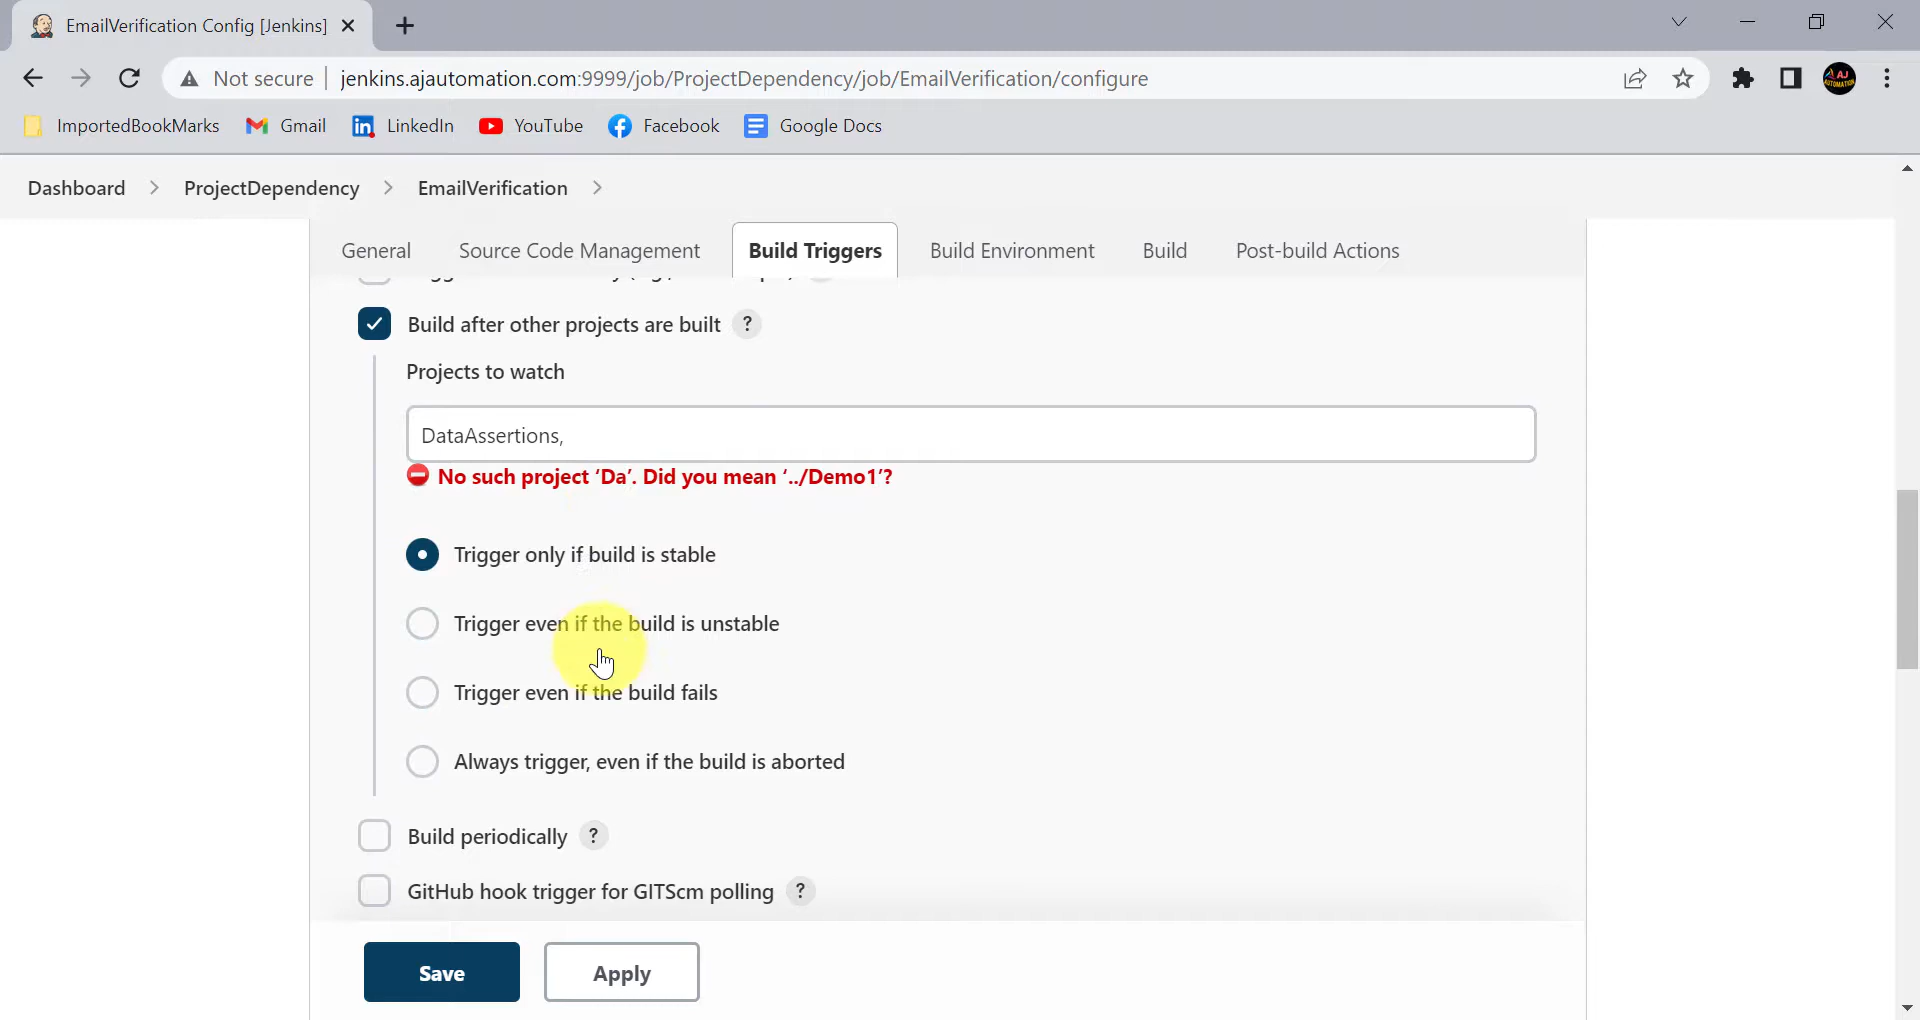 EmailVerification Config [Jenkins]
Not secure jenkins.ajautomation.com:9999/job/ProjectDependency/job/EmailVerification/configure
ImportedBookMarks Gmail LinkedIn YouTube Facebook Google Docs
Dashboard ProjectDependency EmailVerification
General Source Code Management Build Triggers Build Environment Build Post-build Actions
Build after other projects are built ?
Projects to watch
DataAssertions,
No such project ‘Da’. Did you mean ‘../Demo1’?
Trigger only if build is stable
Trigger even if the build is unstable
Trigger even if the build fails
Always trigger, even if the build is aborted
Build periodically ?
GitHub hook trigger for GITScm polling ?
Save Apply